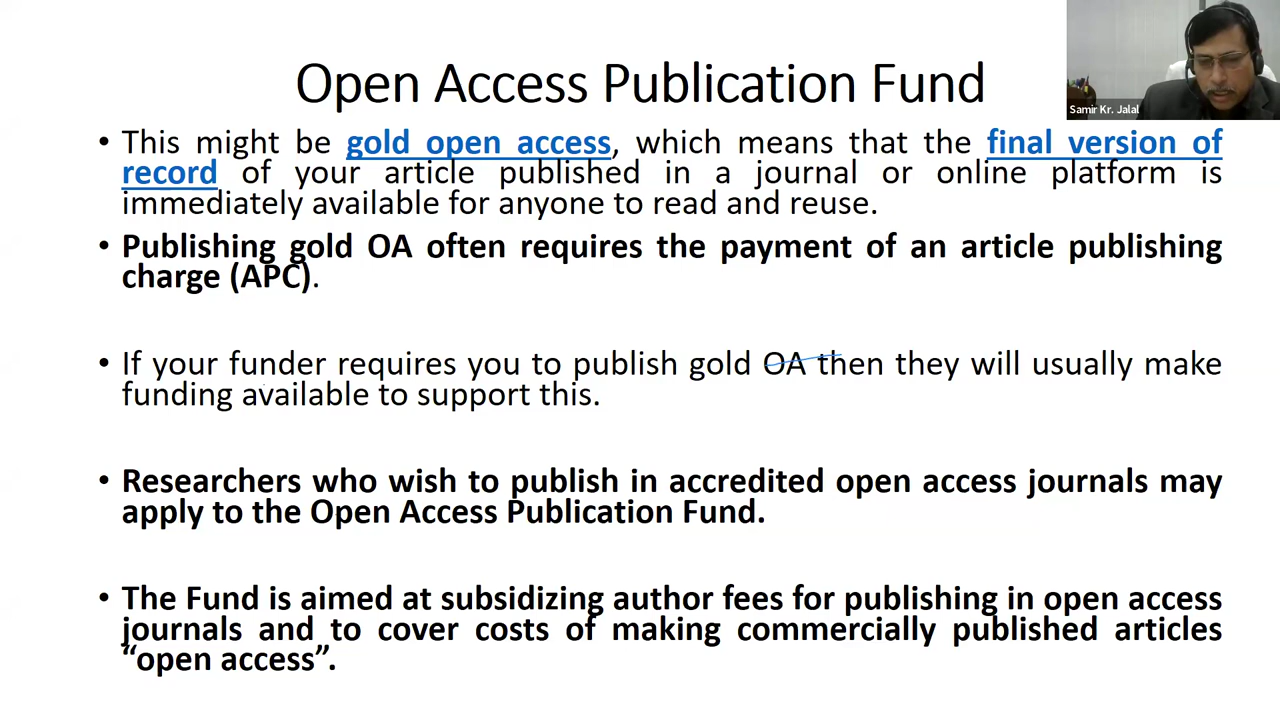 Open Access Publication Fund
Samir Kr. Jalal
• This might be gold open access, which means that the final version of
record of your article published in a journal or online platform is
immediately available for anyone to read and reuse.
• Publishing gold OA often requires the payment of an article publishing
charge (APC).
• If your funder requires you to publish gold OA then they will usually make
funding available to support this.
• Researchers who wish to publish in accredited open access journals may
apply to the Open Access Publication Fund.
• The Fund is aimed at subsidizing author fees for publishing in open access
journals and to cover costs of making commercially published articles
“open access”.